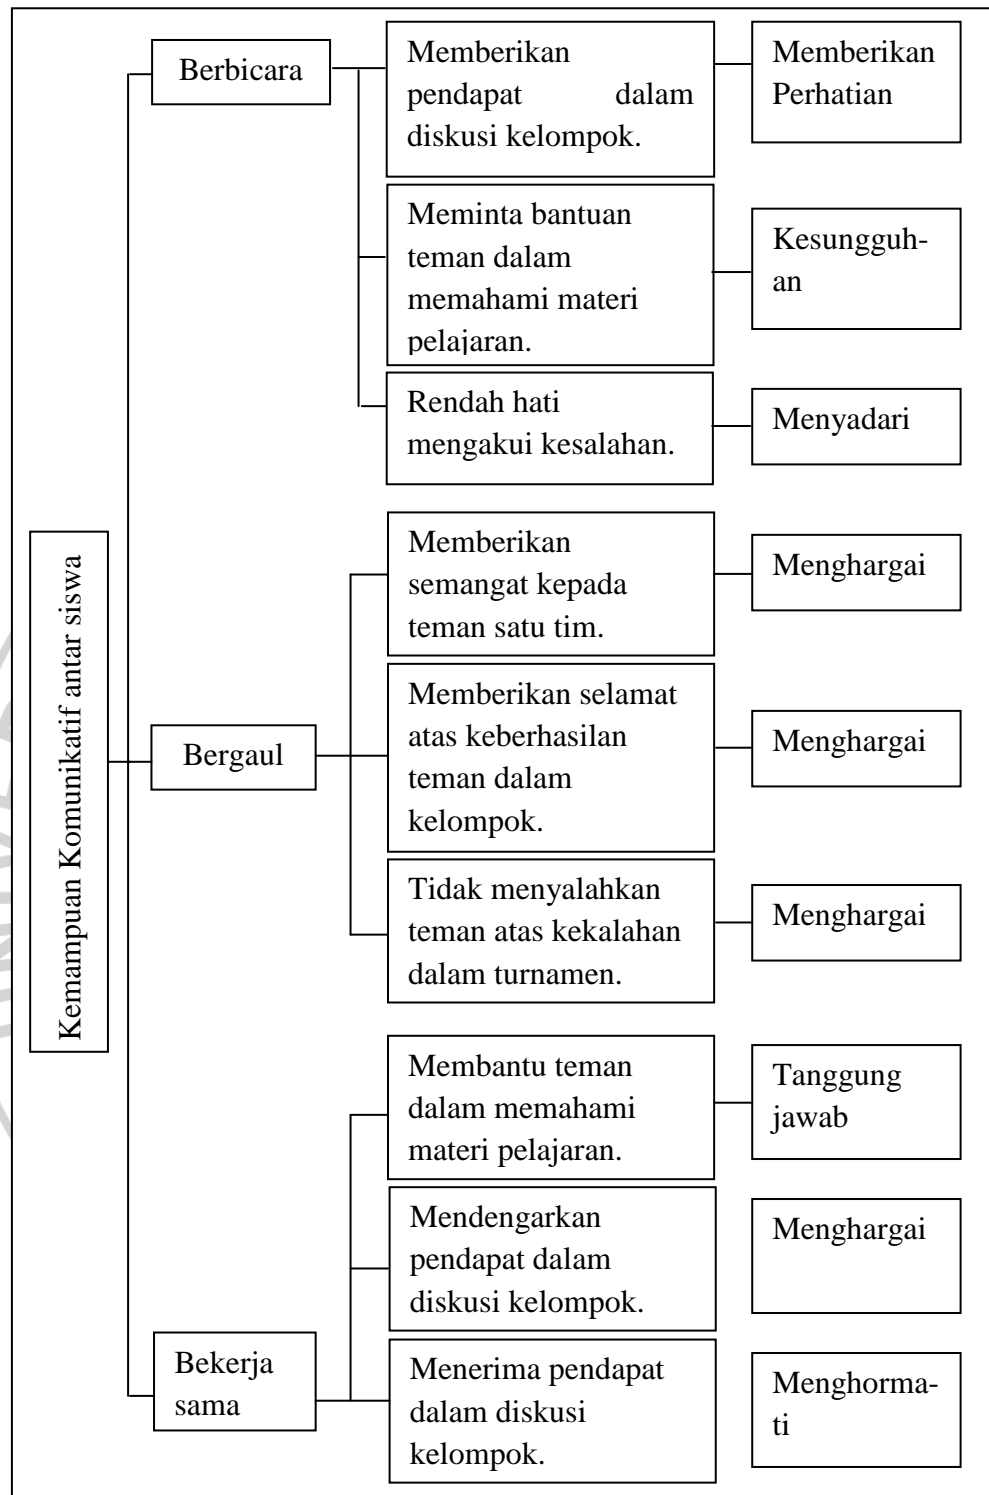 Kemampuan Komunikatif antar siswa
Berbicara
Memberikan
pendapat dalam
diskusi kelompok.
Memberikan
Perhatian
Meminta bantuan
teman dalam
memahami materi
pelajaran.
Kesungguh-
an
Rendah hati
mengakui kesalahan.
Menyadari
Bergaul
Memberikan
semangat kepada
teman satu tim.
Menghargai
Memberikan selamat
atas keberhasilan
teman dalam
kelompok.
Menghargai
Tidak menyalahkan
teman atas kekalahan
dalam turnamen.
Menghargai
Bekerja
sama
Membantu teman
dalam memahami
materi pelajaran.
Tanggung
jawab
Mendengarkan
pendapat dalam
diskusi kelompok.
Menghargai
Menerima pendapat
dalam diskusi
kelompok.
Menghorma-
ti